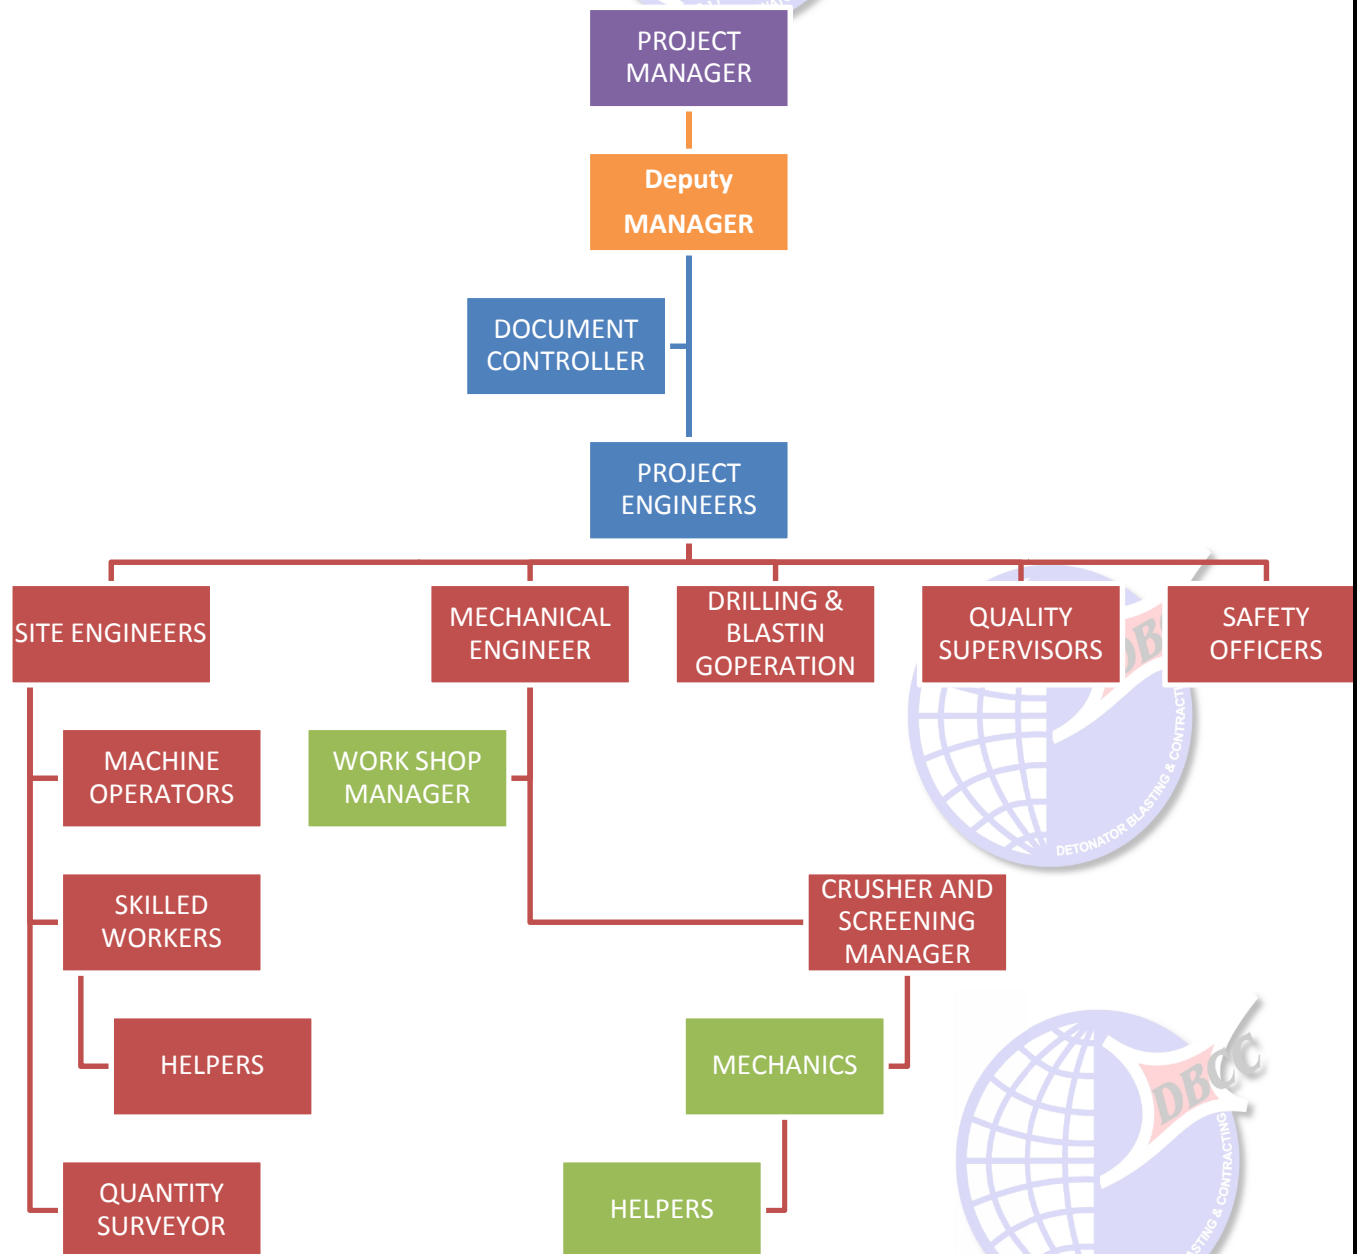 PROJECT
MANAGER
Deputy
MANAGER
DOCUMENT
CONTROLLER
PROJECT
ENGINEERS
SITE ENGINEERS
MECHANICAL
ENGINEER
DRILLING &
BLASTIN
GOPERATION
QUALITY
SUPERVISORS
SAFETY
OFFICERS
MACHINE
OPERATORS
WORK SHOP
MANAGER
DETONATOR BLASTING & CONTRACT
SKILLED
WORKERS
CRUSHER AND
SCREENING
MANAGER
HELPERS
MECHANICS
DBCC
QUANTITY
SURVEYOR
HELPERS
& CONTRACTING